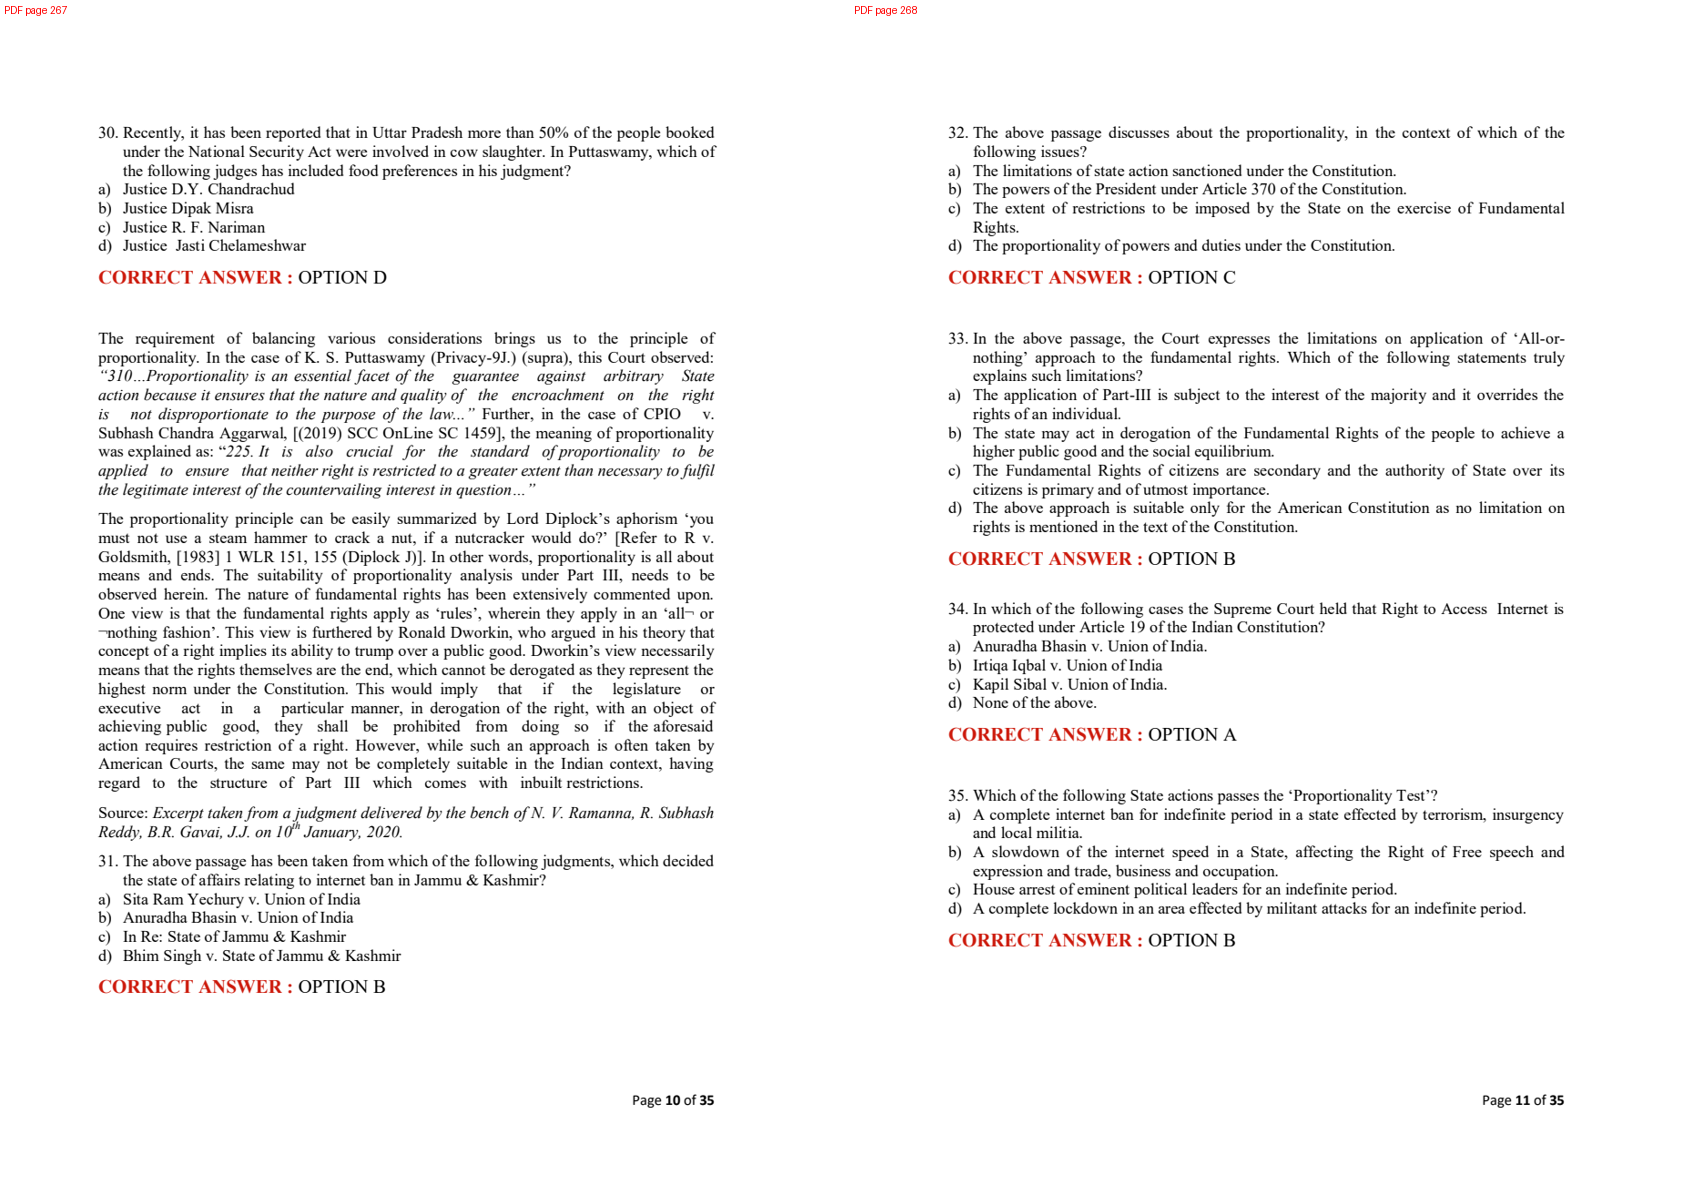 PDF page 267
30. Recently, it has been reported that in Uttar Pradesh more than 50% of the people booked
under the National Security Act were involved in cow slaughter. In Puttaswamy, which of
the following judges has included food preferences in his judgment?
a) Justice D.Y. Chandrachud
b) Justice Dipak Misra
c) Justice R. F. Nariman
d) Justice Jasti Chelameshwar
CORRECT ANSWER : OPTION D
The requirement of balancing various considerations brings us to the principle of
proportionality. In the case of K. S. Puttaswamy (Privacy-9J.) (supra), this Court observed:
“310…Proportionality is an essential facet of the guarantee against arbitrary State
action because it ensures that the nature and quality of the encroachment on the right
is not disproportionate to the purpose of the law...” Further, in the case of CPIO v.
Subhash Chandra Aggarwal, [(2019) SCC OnLine SC 1459], the meaning of proportionality
was explained as: “225. It is also crucial for the standard of proportionality to be
applied to ensure that neither right is restricted to a greater extent than necessary to fulfil
the legitimate interest of the countervailing interest in question…”
The proportionality principle can be easily summarized by Lord Diplock’s aphorism ‘you
must not use a steam hammer to crack a nut, if a nutcracker would do?’ [Refer to R v.
Goldsmith, [1983] 1 WLR 151, 155 (Diplock J)]. In other words, proportionality is all about
means and ends. The suitability of proportionality analysis under Part III, needs to be
observed herein. The nature of fundamental rights has been extensively commented upon.
One view is that the fundamental rights apply as ‘rules’, wherein they apply in an ‘all¬ or
¬nothing fashion’. This view is furthered by Ronald Dworkin, who argued in his theory that
concept of a right implies its ability to trump over a public good. Dworkin’s view necessarily
means that the rights themselves are the end, which cannot be derogated as they represent the
highest norm under the Constitution. This would imply that if the legislature or
executive act in a particular manner, in derogation of the right, with an object of
achieving public good, they shall be prohibited from doing so if the aforesaid
action requires restriction of a right. However, while such an approach is often taken by
American Courts, the same may not be completely suitable in the Indian context, having
regard to the structure of Part III which comes with inbuilt restrictions.
Source: Excerpt taken from a judgment delivered by the bench of N. V. Ramanna, R. Subhash
Reddy, B.R. Gavai, J.J. on 10th January, 2020.
31. The above passage has been taken from which of the following judgments, which decided
the state of affairs relating to internet ban in Jammu & Kashmir?
a) Sita Ram Yechury v. Union of India
b) Anuradha Bhasin v. Union of India
c) In Re: State of Jammu & Kashmir
d) Bhim Singh v. State of Jammu & Kashmir
CORRECT ANSWER : OPTION B
Page 10 of 35
PDF page 268
32. The above passage discusses about the proportionality, in the context of which of the
following issues?
a) The limitations of state action sanctioned under the Constitution.
b) The powers of the President under Article 370 of the Constitution.
c) The extent of restrictions to be imposed by the State on the exercise of Fundamental
Rights.
d) The proportionality of powers and duties under the Constitution.
CORRECT ANSWER : OPTION C
33. In the above passage, the Court expresses the limitations on application of ‘All-or-
nothing’ approach to the fundamental rights. Which of the following statements truly
explains such limitations?
a) The application of Part-III is subject to the interest of the majority and it overrides the
rights of an individual.
b) The state may act in derogation of the Fundamental Rights of the people to achieve a
higher public good and the social equilibrium.
c) The Fundamental Rights of citizens are secondary and the authority of State over its
citizens is primary and of utmost importance.
d) The above approach is suitable only for the American Constitution as no limitation on
rights is mentioned in the text of the Constitution.
CORRECT ANSWER : OPTION B
34. In which of the following cases the Supreme Court held that Right to Access Internet is
protected under Article 19 of the Indian Constitution?
a) Anuradha Bhasin v. Union of India.
b) Irtiqa Iqbal v. Union of India
c) Kapil Sibal v. Union of India.
d) None of the above.
CORRECT ANSWER : OPTION A
35. Which of the following State actions passes the ‘Proportionality Test’?
a) A complete internet ban for indefinite period in a state effected by terrorism, insurgency
and local militia.
b) A slowdown of the internet speed in a State, affecting the Right of Free speech and
expression and trade, business and occupation.
c) House arrest of eminent political leaders for an indefinite period.
d) A complete lockdown in an area effected by militant attacks for an indefinite period.
CORRECT ANSWER : OPTION B
Page 11 of 35